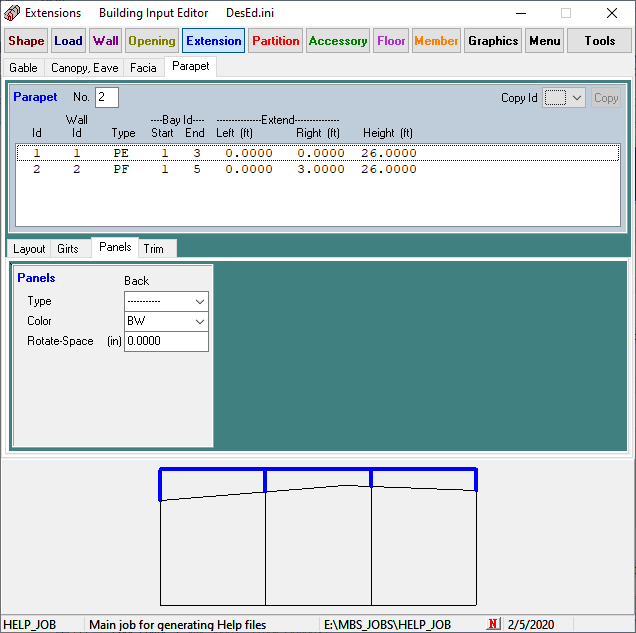 Extensions Building Input Editor DesEd.ini
Shape Load Wall Opening Extension Partition Accessory Floor Member Graphics Menu Tools
Gable Canopy, Eave Facia Parapet
Parapet No. 2 Copy Id Copy
Wall ----Bay Id---- --------------Extend--------------
Id Id Type Start End Left (ft) Right (ft) Height (ft)
1 1 PE 1 3 0.0000 0.0000 26.0000
2 2 PF 1 5 0.0000 3.0000 26.0000
Layout Girts Panels Trim
Panels Back
Type -----------
Color BW
Rotate-Space (in) 0.0000
HELP_JOB Main job for generating Help files E:\MBS_JOBS\HELP_JOB N 2/5/2020